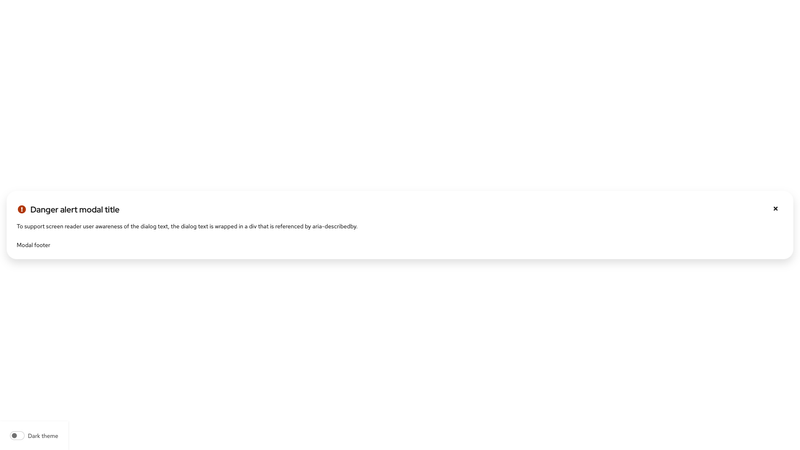 Danger alert modal title
To support screen reader user awareness of the dialog text, the dialog text is wrapped in a div that is referenced by aria-describedby.
Modal footer
Dark theme